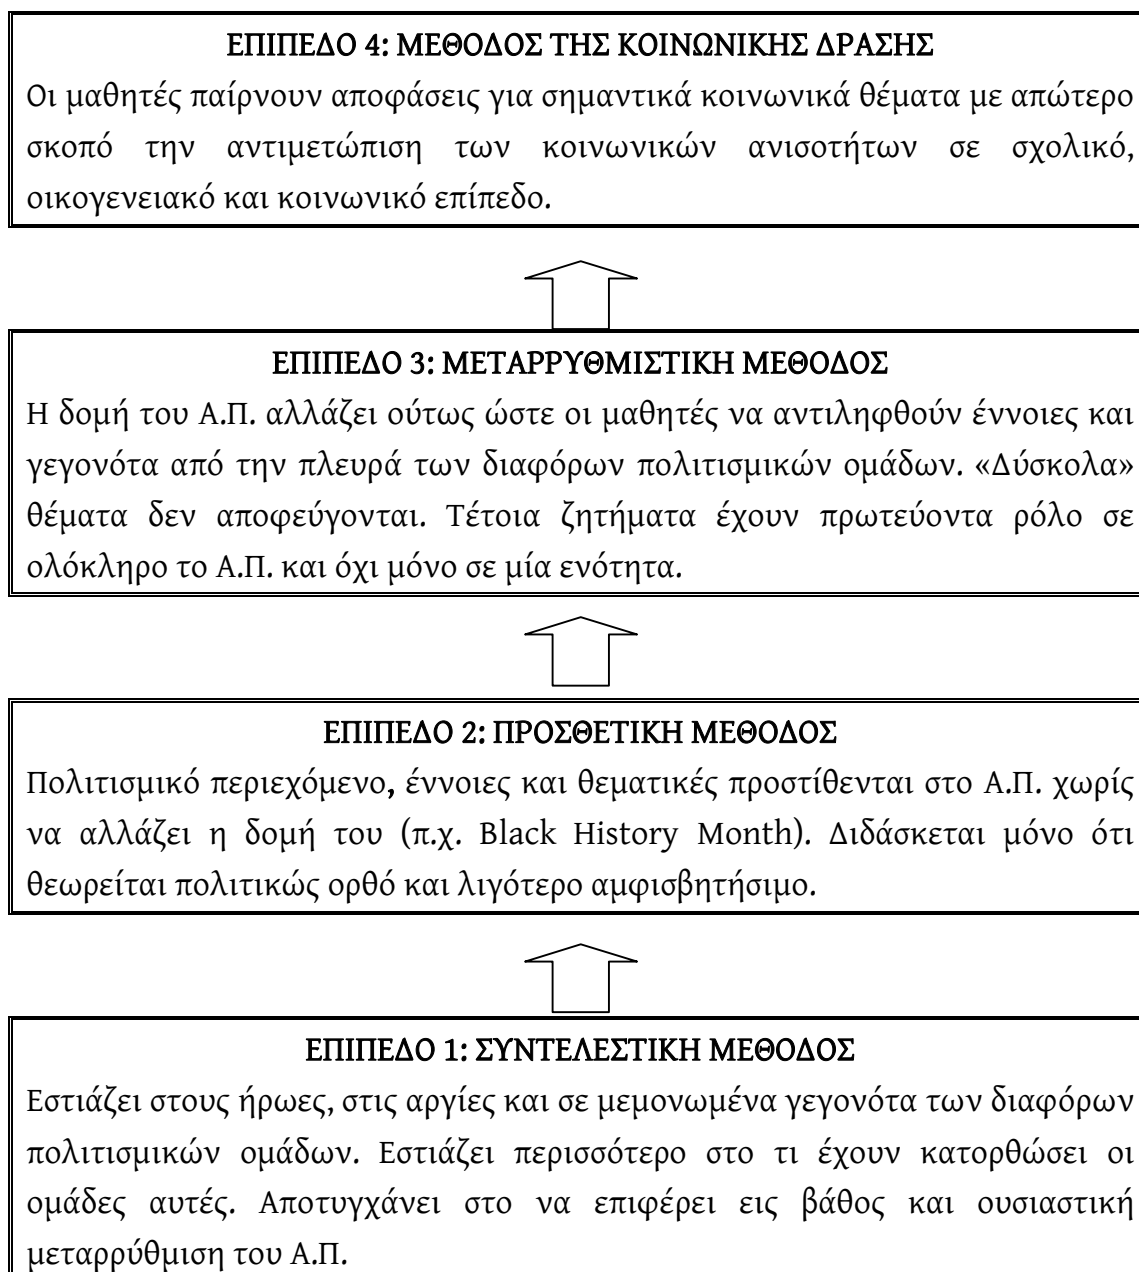 ΕΠΙΠΕΔΟ 4: ΜΕΘΟΔΟΣ ΤΗΣ ΚΟΙΝΩΝΙΚΗΣ ΔΡΑΣΗΣ
Οι μαθητές παίρνουν αποφάσεις για σημαντικά κοινωνικά θέματα με απώτερο
σκοπό την αντιμετώπιση των κοινωνικών ανισοτήτων σε σχολικό,
οικογενειακό και κοινωνικό επίπεδο.
ΕΠΙΠΕΔΟ 3: ΜΕΤΑΡΡΥΘΜΙΣΤΙΚΗ ΜΕΘΟΔΟΣ
Η δομή του Α.Π. αλλάζει ούτως ώστε οι μαθητές να αντιληφθούν έννοιες και
γεγονότα από την πλευρά των διαφόρων πολιτισμικών ομάδων. «Δύσκολα»
θέματα δεν αποφεύγονται. Τέτοια ζητήματα έχουν πρωτεύοντα ρόλο σε
ολόκληρο το Α.Π. και όχι μόνο σε μία ενότητα.
ΕΠΙΠΕΔΟ 2: ΠΡΟΣΘΕΤΙΚΗ ΜΕΘΟΔΟΣ
Πολιτισμικό περιεχόμενο, έννοιες και θεματικές προστίθενται στο Α.Π. χωρίς
να αλλάζει η δομή του (π.χ. Black History Month). Διδάσκεται μόνο ότι
θεωρείται πολιτικώς ορθό και λιγότερο αμφισβητήσιμο.
ΕΠΙΠΕΔΟ 1: ΣΥΝΤΕΛΕΣΤΙΚΗ ΜΕΘΟΔΟΣ
Εστιάζει στους ήρωες, στις αργίες και σε μεμονωμένα γεγονότα των διαφόρων
πολιτισμικών ομάδων. Εστιάζει περισσότερο στο τι έχουν κατορθώσει οι
ομάδες αυτές. Αποτυγχάνει στο να επιφέρει εις βάθος και ουσιαστική
μεταρρύθμιση του Α.Π.